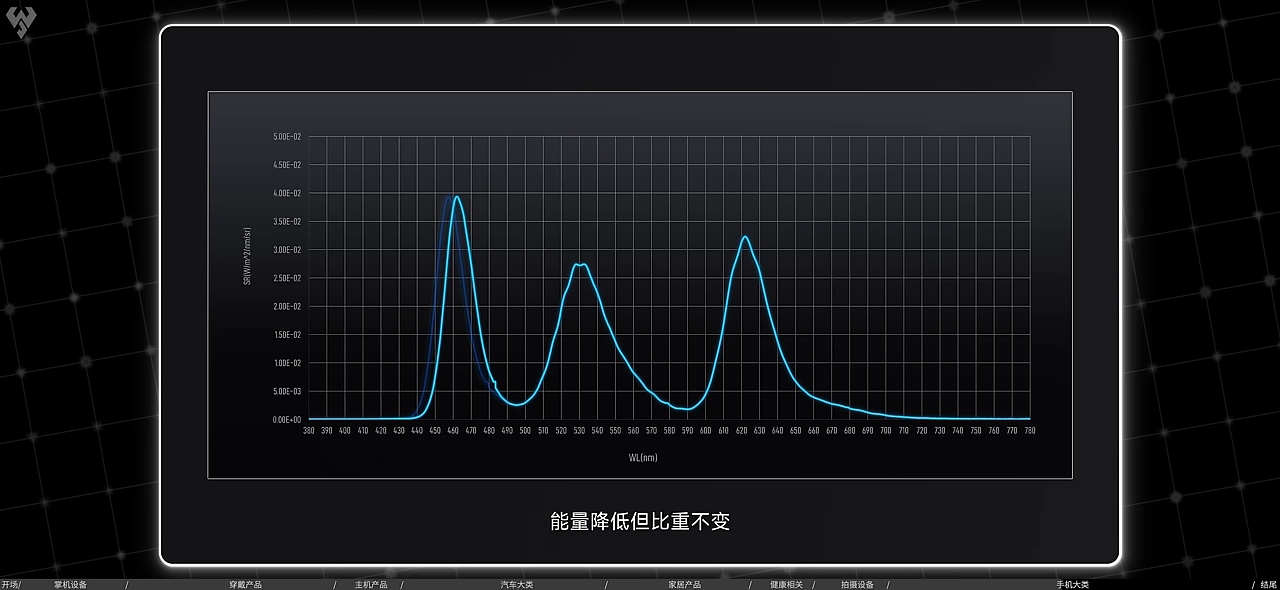 5.00E-02
4.50E-02
4.00E-02
3.50E-02
3.00E-02
2.50E-02
2.00E-02
1.50E-02
1.00E-02
5.00E-03
0.00E+00
SR(W/m^2/nm/sr)
380 390 400 410 420 430 440 450 460 470 480 490 500 510 520 530 540 550 560 570 580 590 600 610 620 630 640 650 660 670 680 690 700 710 720 730 740 750 760 770 780
WL(nm)
能量降低但比重不变
开场/ 掌机设备 / 穿戴产品 / 主机产品 / 汽车大类 / 家居产品 / 健康相关 / 拍摄设备 / 手机大类 / 结尾